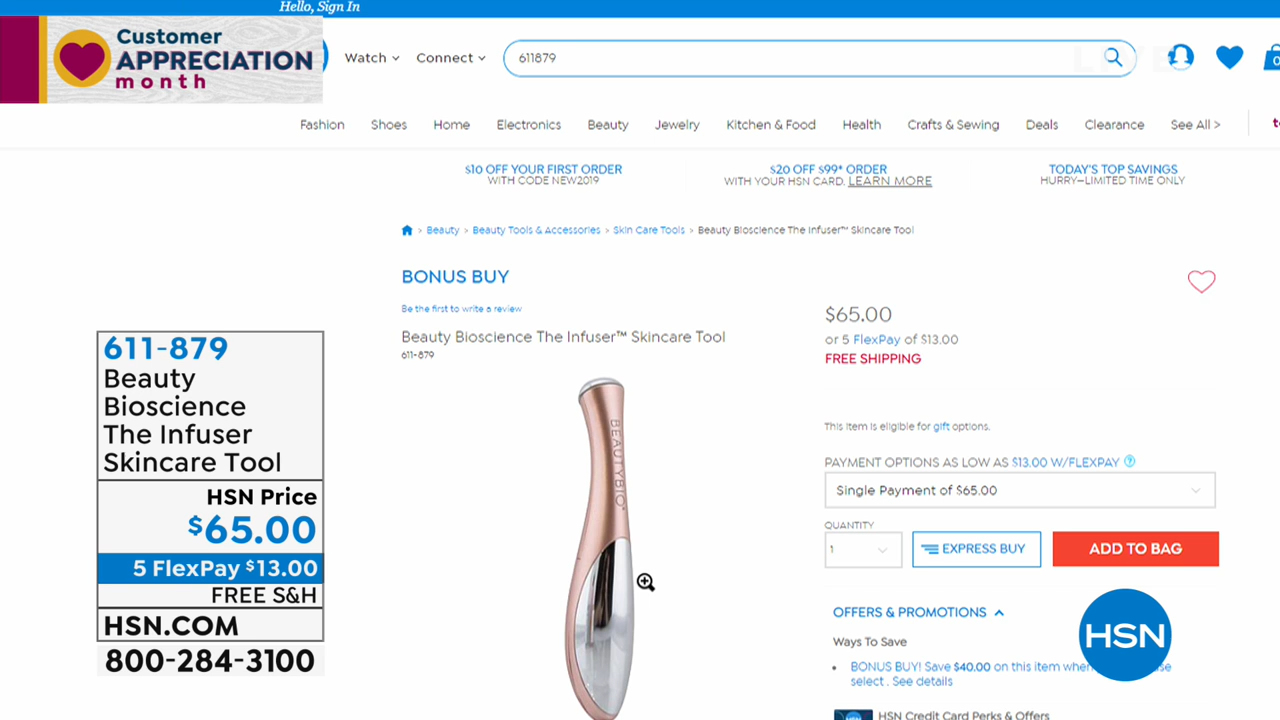 Hello, Sign In
Customer
APPRECIATION
month
Watch
Connect
611879
0
Fashion
Shoes
Home
Electronics
Beauty
Jewelry
Kitchen & Food
Health
Crafts & Sewing
Deals
Clearance
See All >
$10 OFF YOUR FIRST ORDER
WITH CODE NEW2019
$20 OFF $99* ORDER
WITH YOUR HSN CARD. LEARN MORE
TODAY'S TOP SAVINGS
HURRY–LIMITED TIME ONLY
> Beauty > Beauty Tools & Accessories > Skin Care Tools > Beauty Bioscience The Infuser™ Skincare Tool
BONUS BUY
Be the first to write a review
Beauty Bioscience The Infuser™ Skincare Tool
611-879
BEAUTYBIO
$65.00
or 5 FlexPay of $13.00
FREE SHIPPING
This item is eligible for gift options.
PAYMENT OPTIONS AS LOW AS $13.00 W/FLEXPAY ?
Single Payment of $65.00
QUANTITY
1
EXPRESS BUY
ADD TO BAG
OFFERS & PROMOTIONS
Ways To Save
• BONUS BUY! Save $40.00 on this item when
select . See details
HSN Credit Card Perks & Offers
HSN
611-879
Beauty
Bioscience
The Infuser
Skincare Tool
HSN Price
$65.00
5 FlexPay $13.00
FREE S&H
HSN.COM
800-284-3100